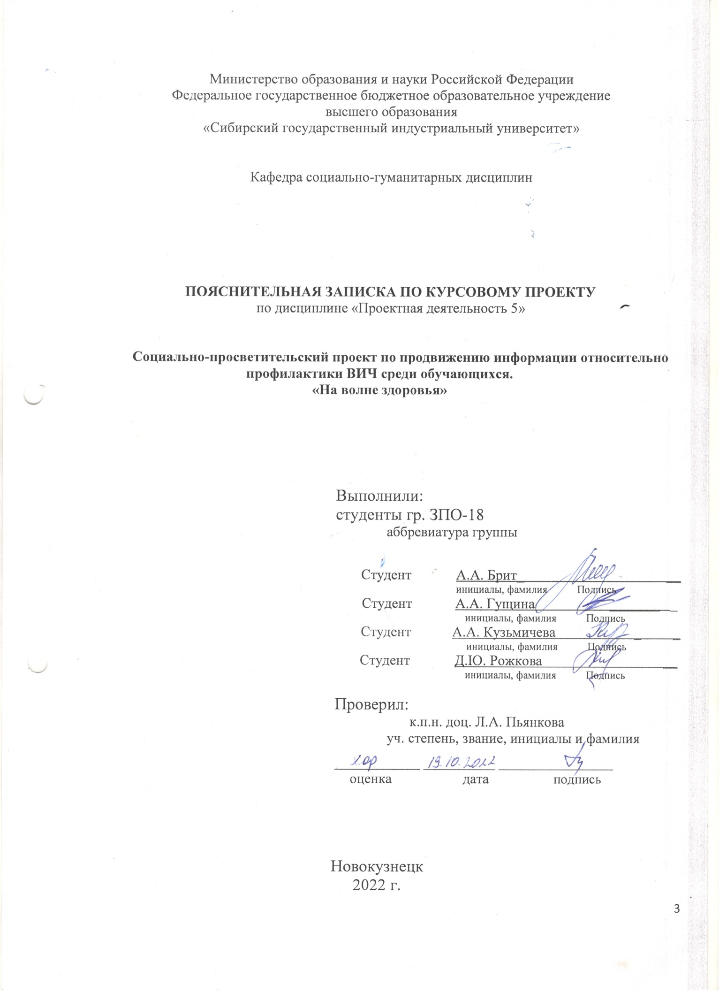 Министерство образования и науки Российской Федерации
Федеральное государственное бюджетное образовательное учреждение
высшего образования
«Сибирский государственный индустриальный университет»
Кафедра социально-гуманитарных дисциплин
ПОЯСНИТЕЛЬНАЯ ЗАПИСКА ПО КУРСОВОМУ ПРОЕКТУ
по дисциплине «Проектная деятельность 5»
Социально-просветительский проект по продвижению информации относительно
профилактики ВИЧ среди обучающихся.
«На волне здоровья»
Выполнили:
студенты гр. ЗПО-18
аббревиатура группы
Студент А.А. Брит
инициалы, фамилия Подпись
Студент А.А. Гущина
инициалы, фамилия Подпись
Студент А.А. Кузьмичева
инициалы, фамилия Подпись
Студент Д.Ю. Рожкова
инициалы, фамилия Подпись
Проверил:
к.п.н. доц. Л.А. Пьянкова
уч. степень, звание, инициалы и фамилия
хор 19.10.2022
оценка дата подпись
Новокузнецк
2022 г.
3